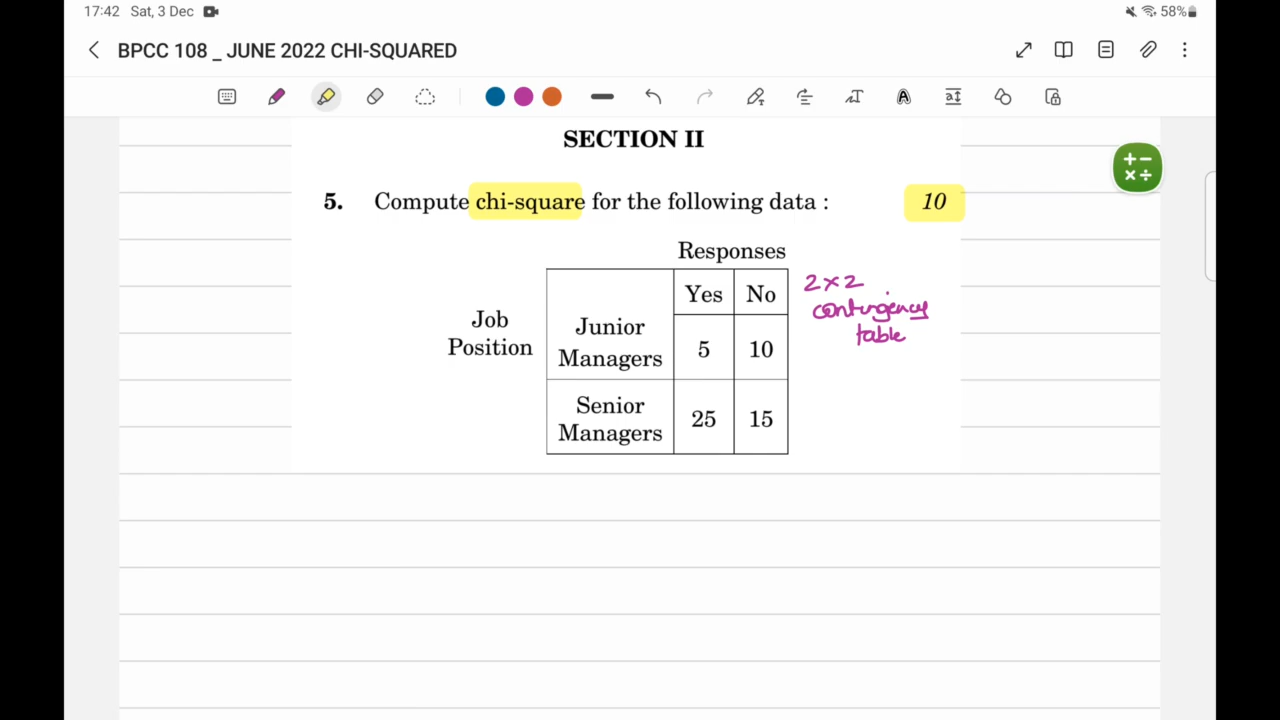 17:42 Sat, 3 Dec 58%
BPCC 108 _ JUNE 2022 CHI-SQUARED
SECTION II
5. Compute chi-square for the following data : 10
Responses
Yes No
Job Position
Junior Managers 5 10
Senior Managers 25 15
2×2
contingency
table